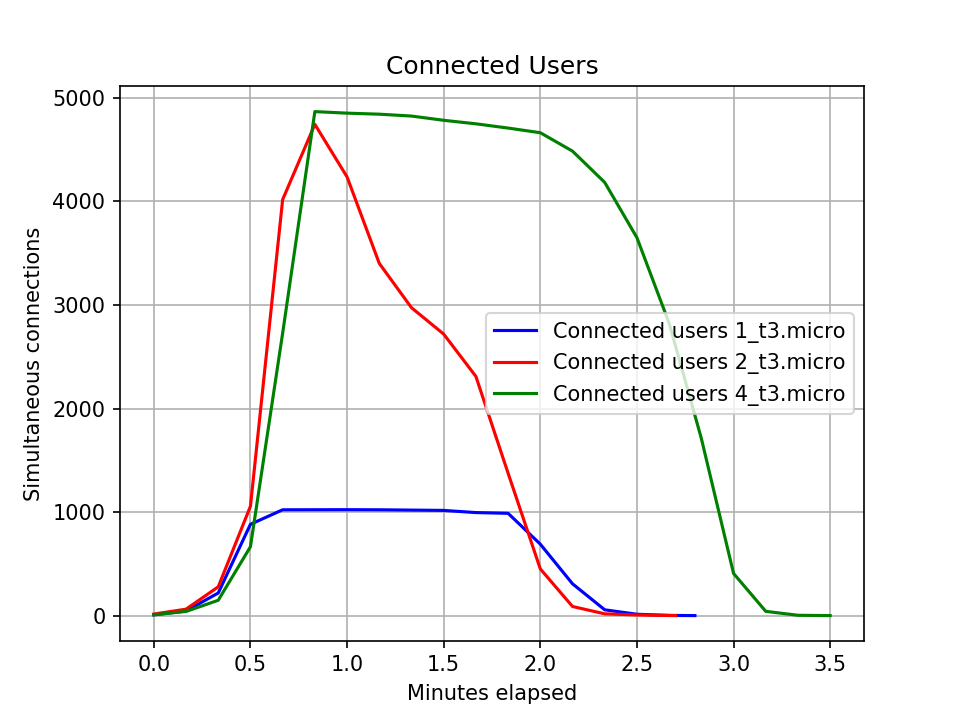 Connected Users
5000
4000
3000
2000
1000
0
Simultaneous connections
Connected users 1_t3.micro
Connected users 2_t3.micro
Connected users 4_t3.micro
0.0 0.5 1.0 1.5 2.0 2.5 3.0 3.5
Minutes elapsed